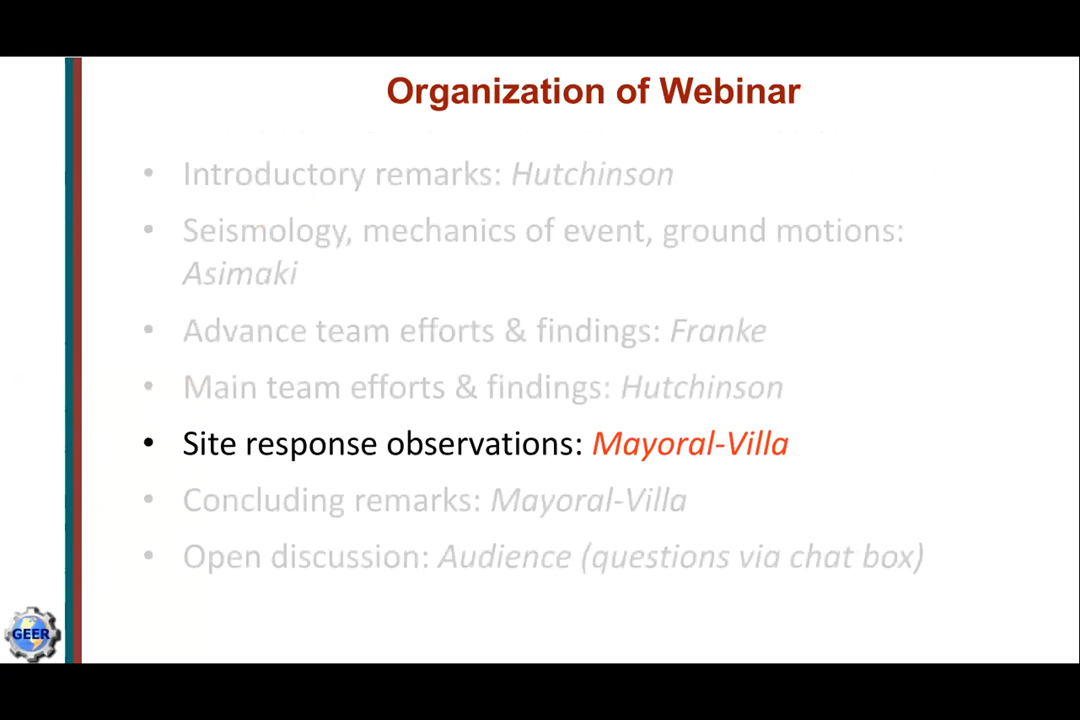 Organization of Webinar
• Introductory remarks: Hutchinson
• Seismology, mechanics of event, ground motions:
Asimaki
• Advance team efforts & findings: Franke
• Main team efforts & findings: Hutchinson
• Site response observations: Mayoral-Villa
• Concluding remarks: Mayoral-Villa
• Open discussion: Audience (questions via chat box)
GEER